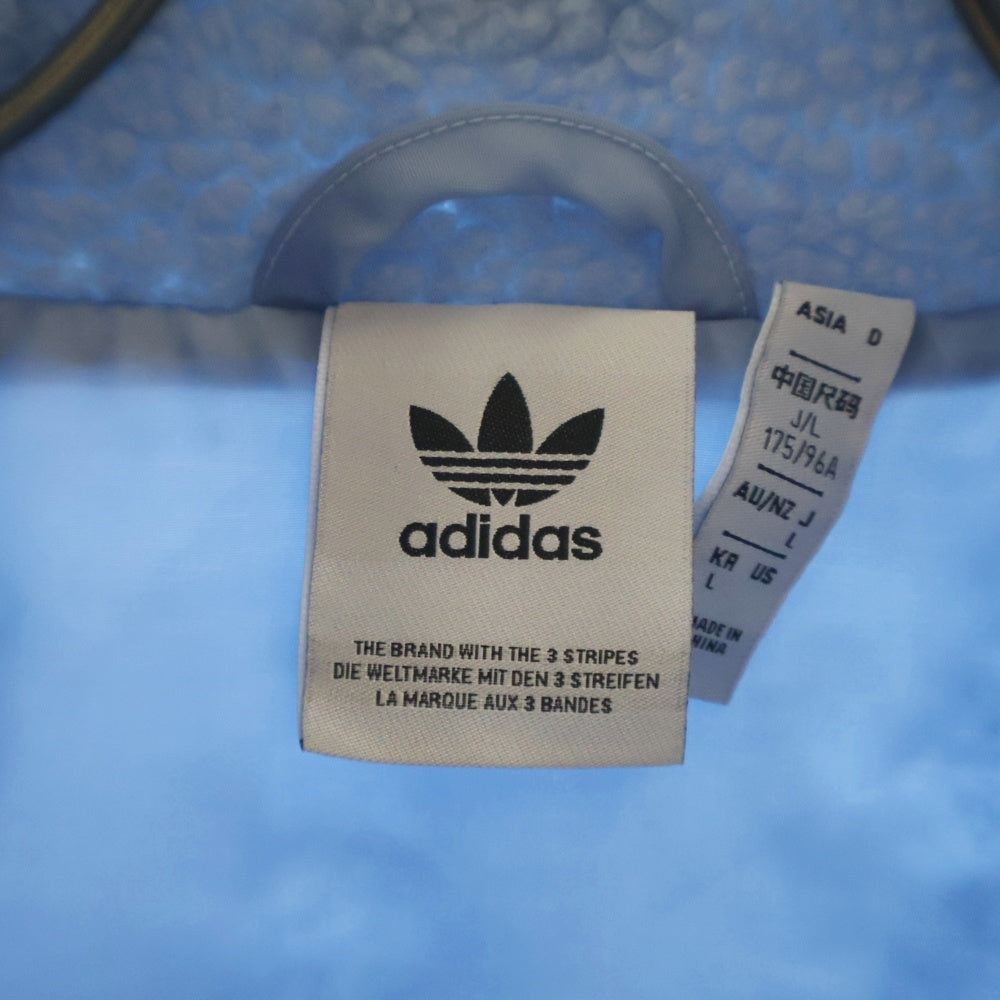 adidas
THE BRAND WITH THE 3 STRIPES
DIE WELTMARKE MIT DEN 3 STREIFEN
LA MARQUE AUX 3 BANDES
ASIA D
中国尺码
J/L
175/96A
AU/NZ J
L
KR US
L
MADE IN
CHINA